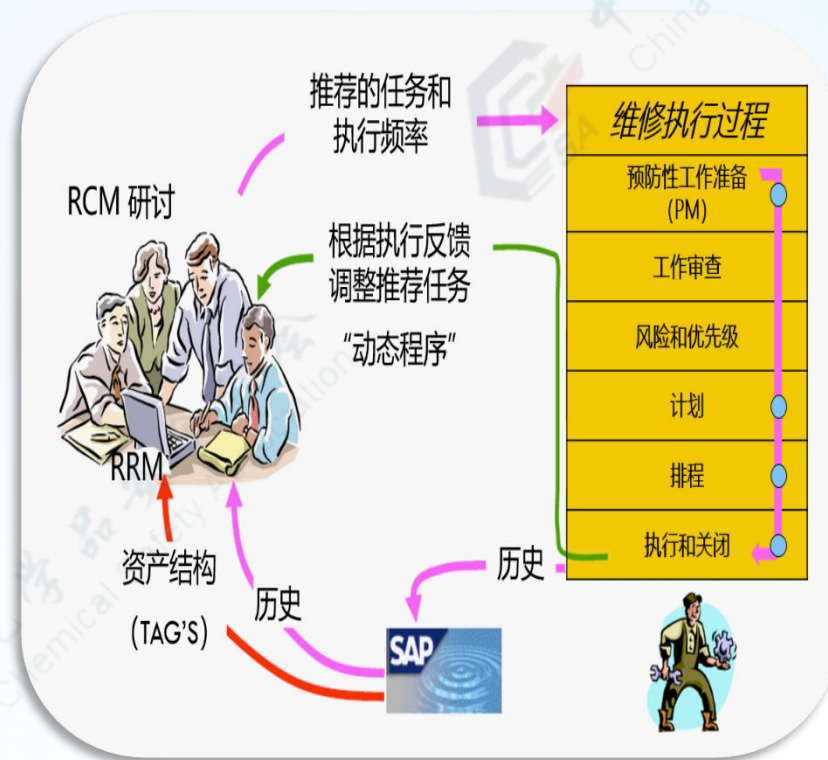 推荐的任务和
执行频率
RCM 研讨
根据执行反馈
调整推荐任务
“动态程序”
RRM
资产结构
(TAG'S)
历史
历史
SAP
维修执行过程
预防性工作准备
(PM)
工作审查
风险和优先级
计划
排程
执行和关闭